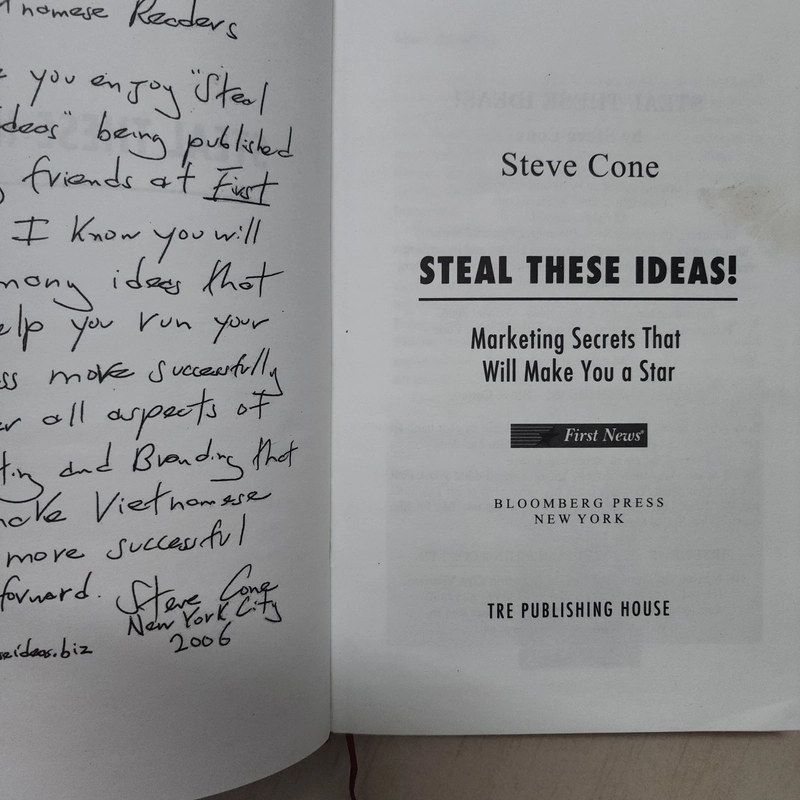 Readers
you enjoy "Steal
being published
friends at First
I know you will
many ideas that
you run your
more successfully
all aspects of
and Branding that
Vietnamese
more successful
forward. Steve Cone
New York City
2006
Steve Cone
STEAL THESE IDEAS!
Marketing Secrets That
Will Make You a Star
First News
BLOOMBERG PRESS
NEW YORK
TRE PUBLISHING HOUSE